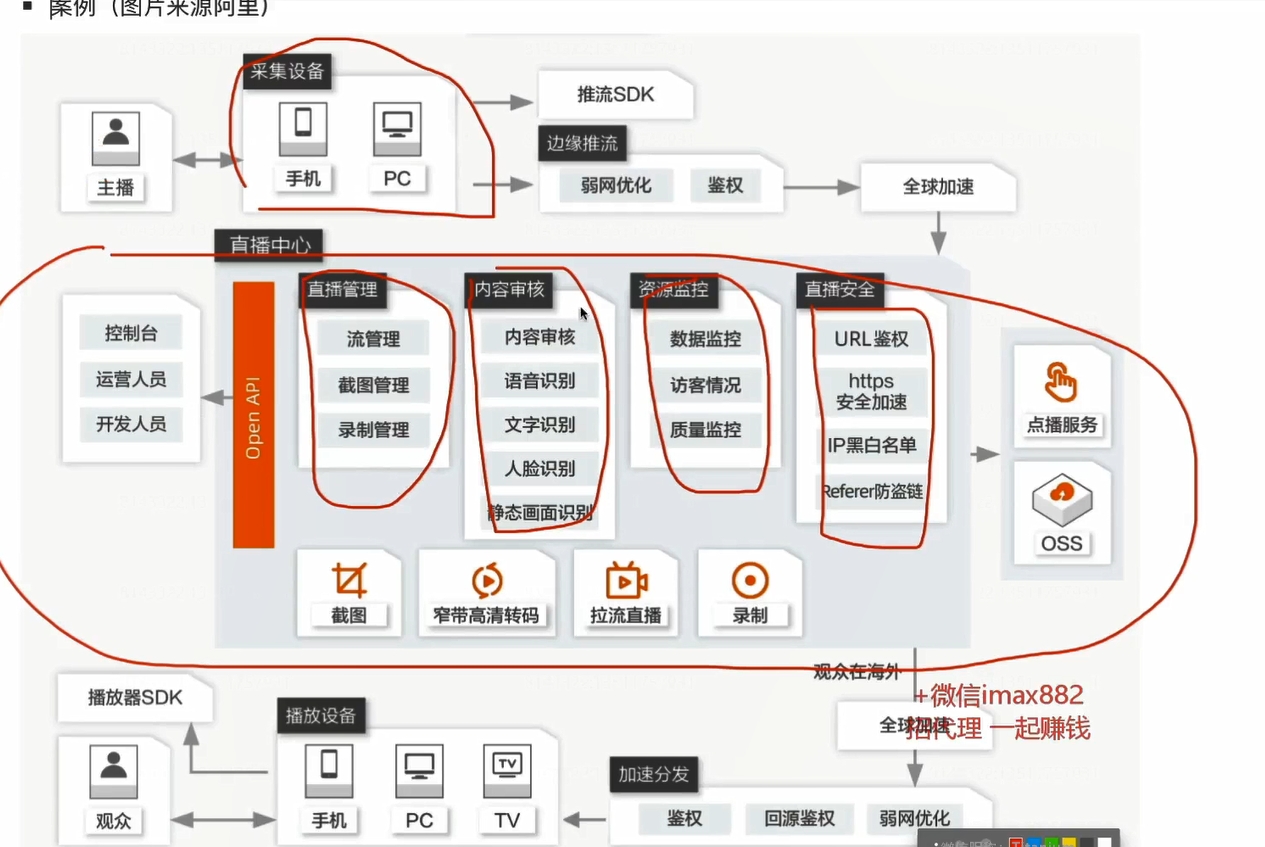 ▪ 案例（图片来源阿里）
采集设备
推流SDK
主播
手机
PC
边缘推流
弱网优化
鉴权
全球加速
直播中心
控制台
运营人员
开发人员
Open API
直播管理
流管理
截图管理
录制管理
内容审核
内容审核
语音识别
文字识别
人脸识别
静态画面识别
资源监控
数据监控
访客情况
质量监控
直播安全
URL鉴权
https
安全加速
IP黑白名单
Referer防盗链
点播服务
OSS
截图
窄带高清转码
拉流直播
录制
观众在海外
+微信imax882
招代理 一起赚钱
全球加速
播放器SDK
播放设备
观众
手机
PC
TV
TV
加速分发
鉴权
回源鉴权
弱网优化